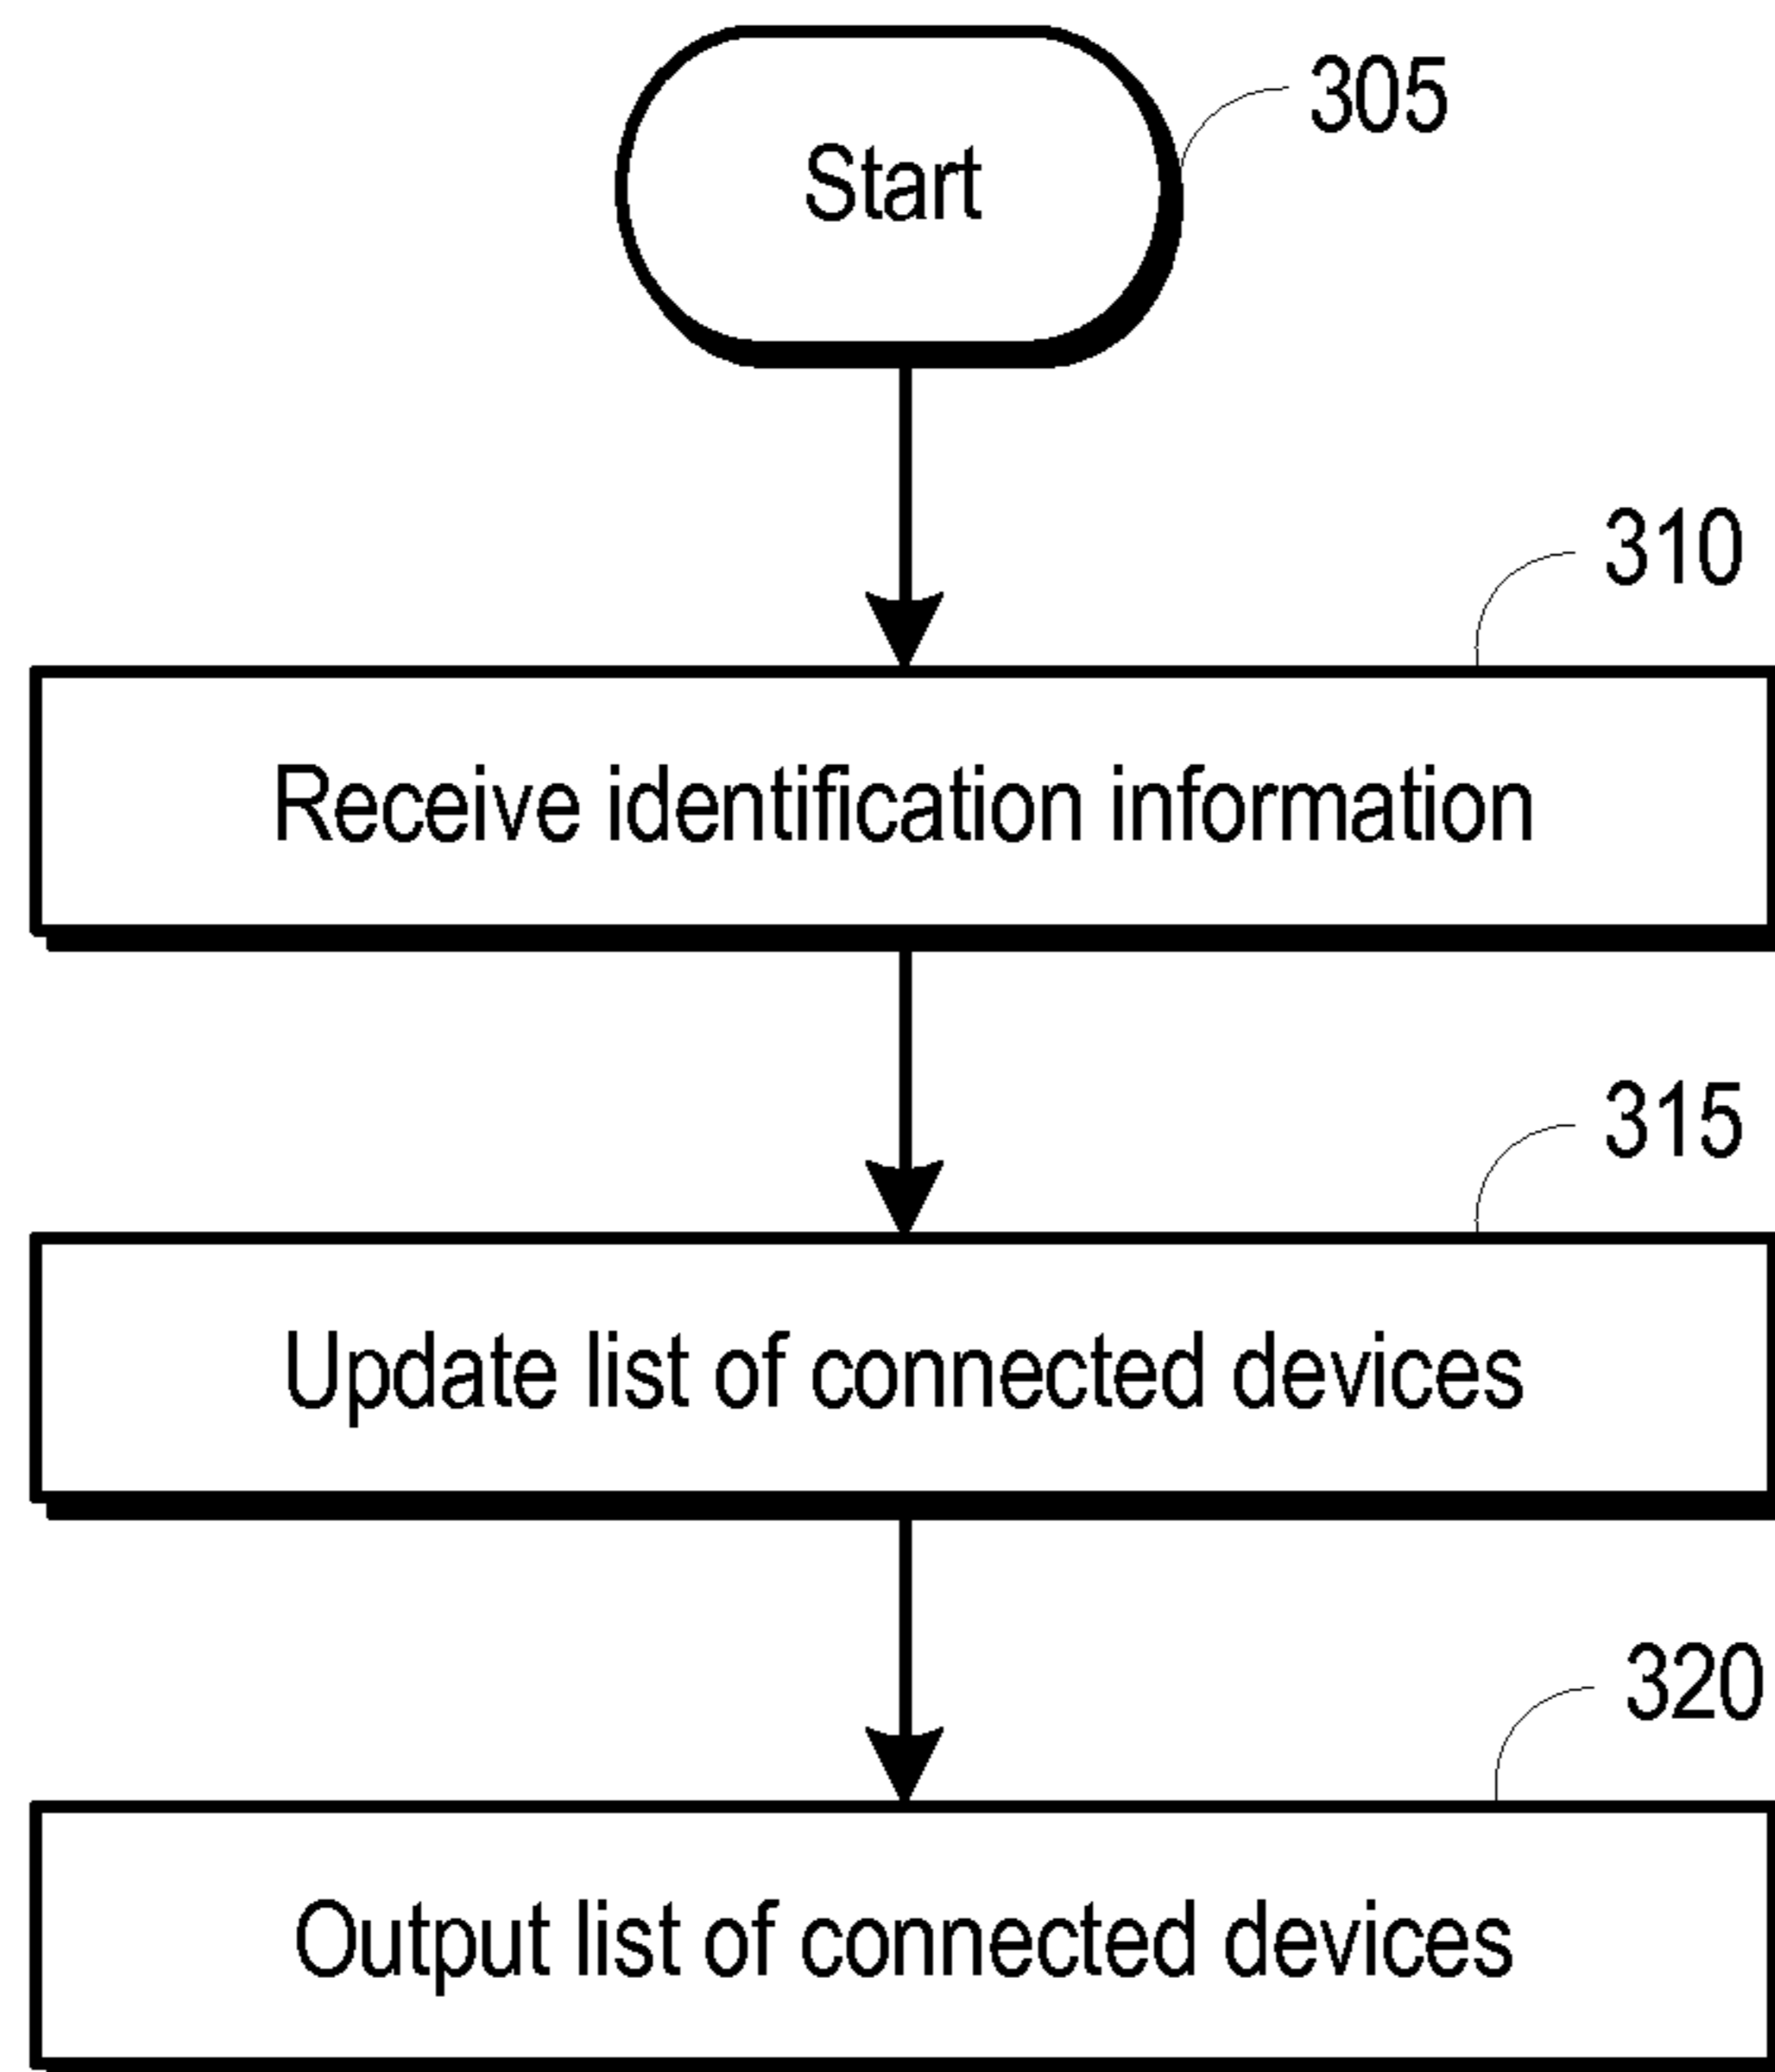 Start
305
310
Receive identification information
315
Update list of connected devices
320
Output list of connected devices